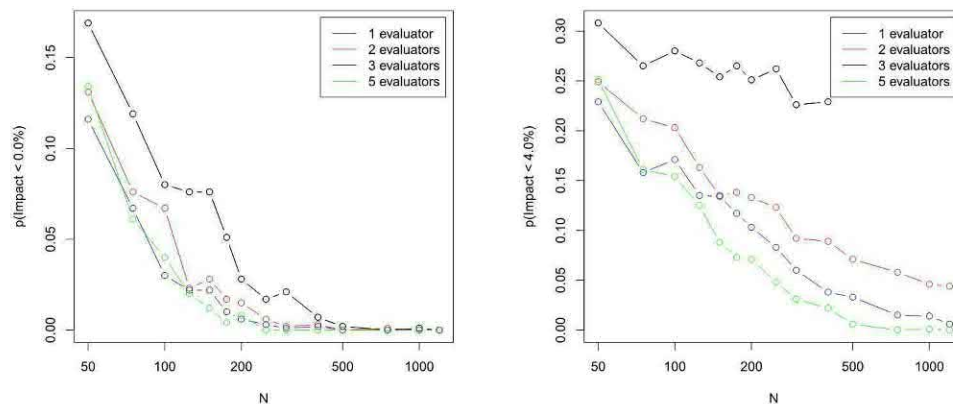 0.15
0.10
0.05
0.00
p(Impact < 0.0%)
1 evaluator
2 evaluators
3 evaluators
5 evaluators
50
100
200
500
1000
N
0.30
0.25
0.20
0.15
0.10
0.05
0.00
p(Impact < 4.0%)
1 evaluator
2 evaluators
3 evaluators
5 evaluators
50
100
200
500
1000
N